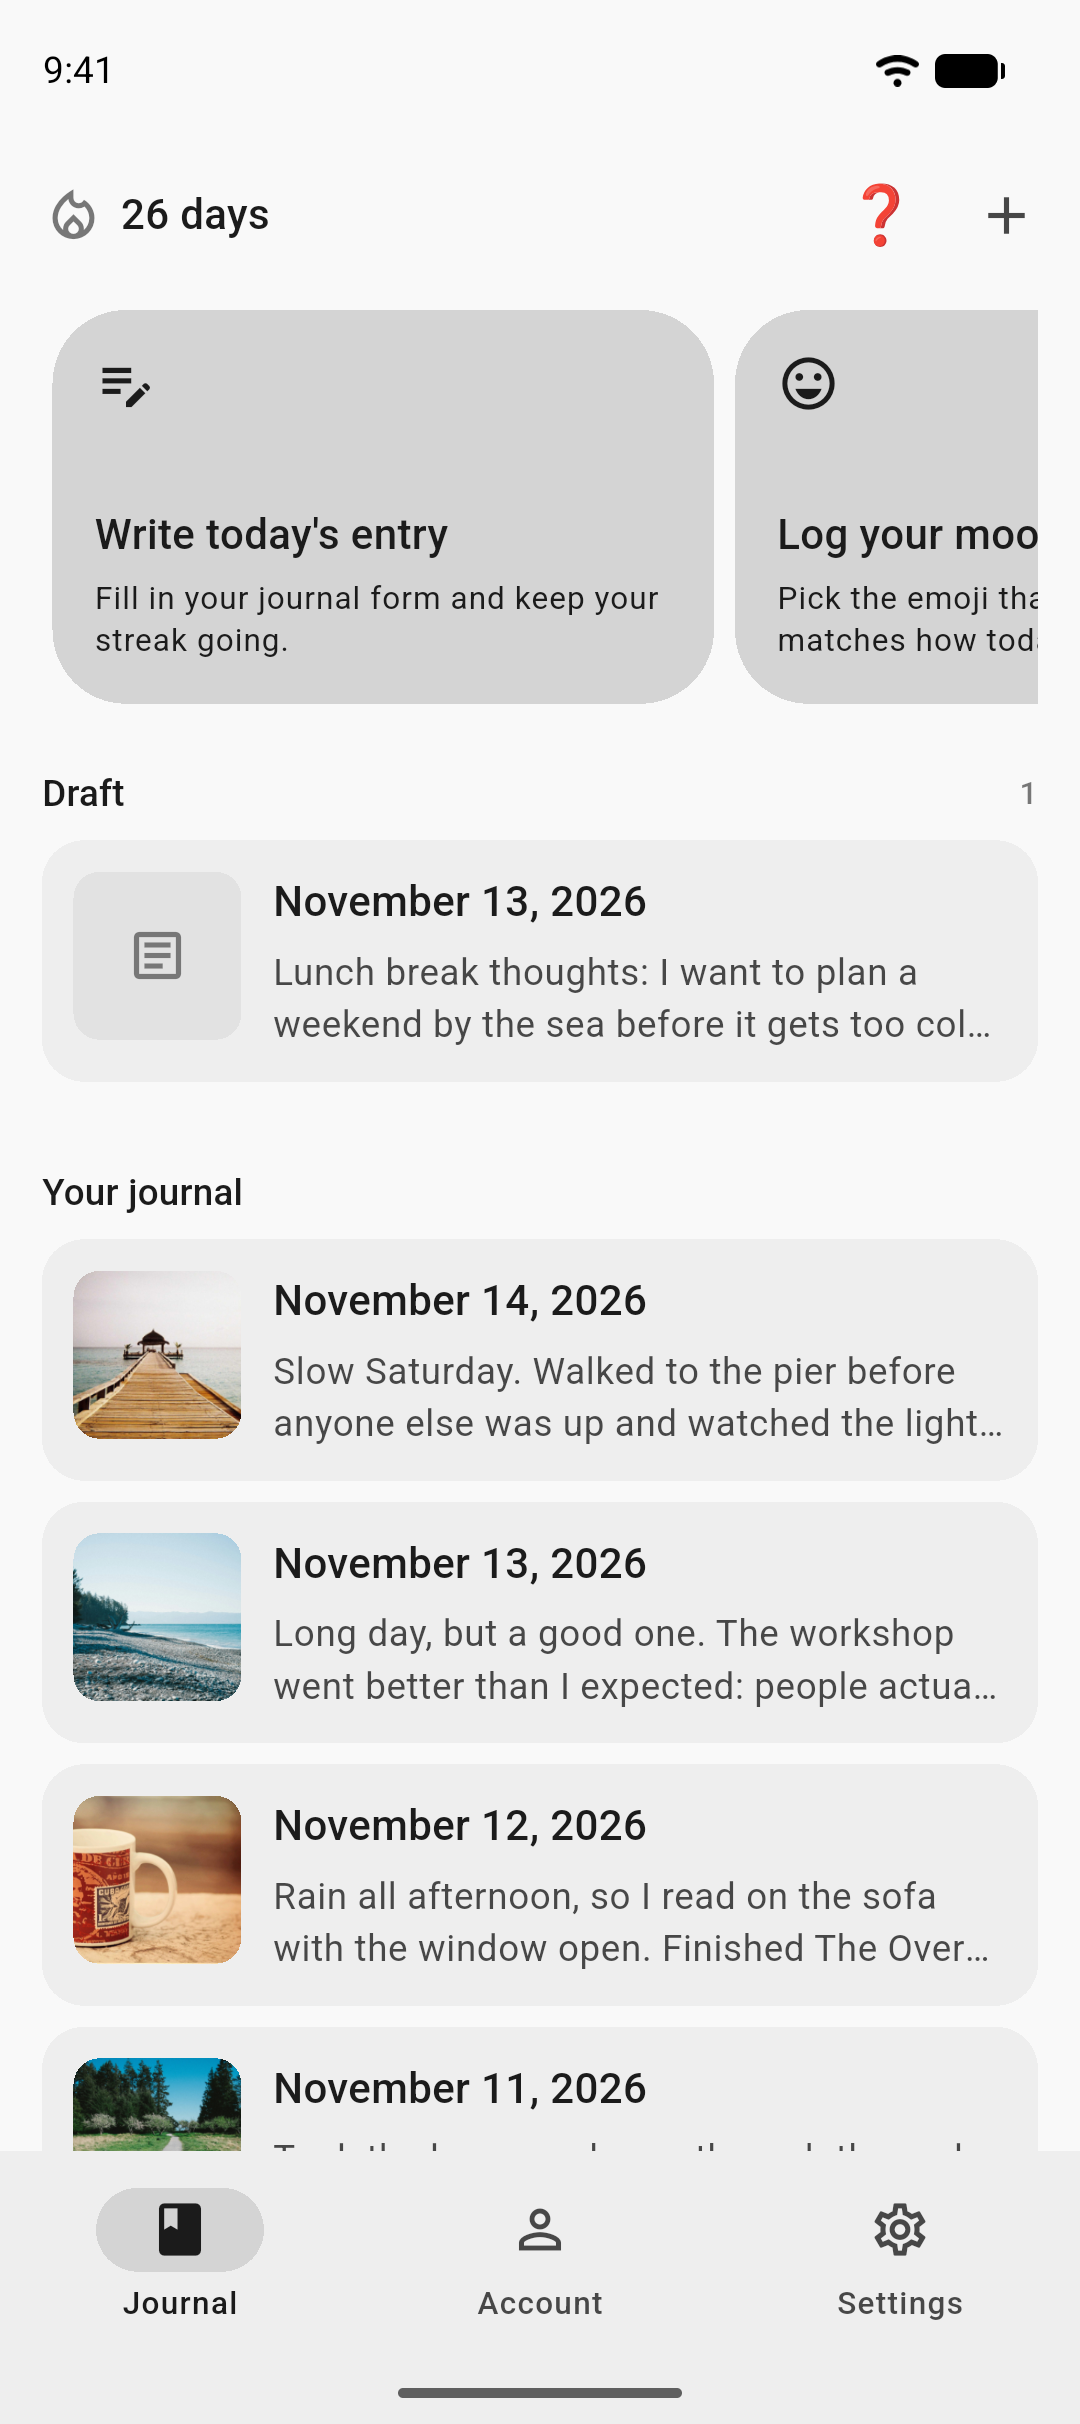 9:41
26 days
❓
Write today's entry
Fill in your journal form and keep your
streak going.
Log your moo
Pick the emoji tha
matches how toda
Draft
1
November 13, 2026
Lunch break thoughts: I want to plan a
weekend by the sea before it gets too col…
Your journal
November 14, 2026
Slow Saturday. Walked to the pier before
anyone else was up and watched the light…
November 13, 2026
Long day, but a good one. The workshop
went better than I expected: people actua…
November 12, 2026
Rain all afternoon, so I read on the sofa
with the window open. Finished The Over…
November 11, 2026
Journal
Account
Settings